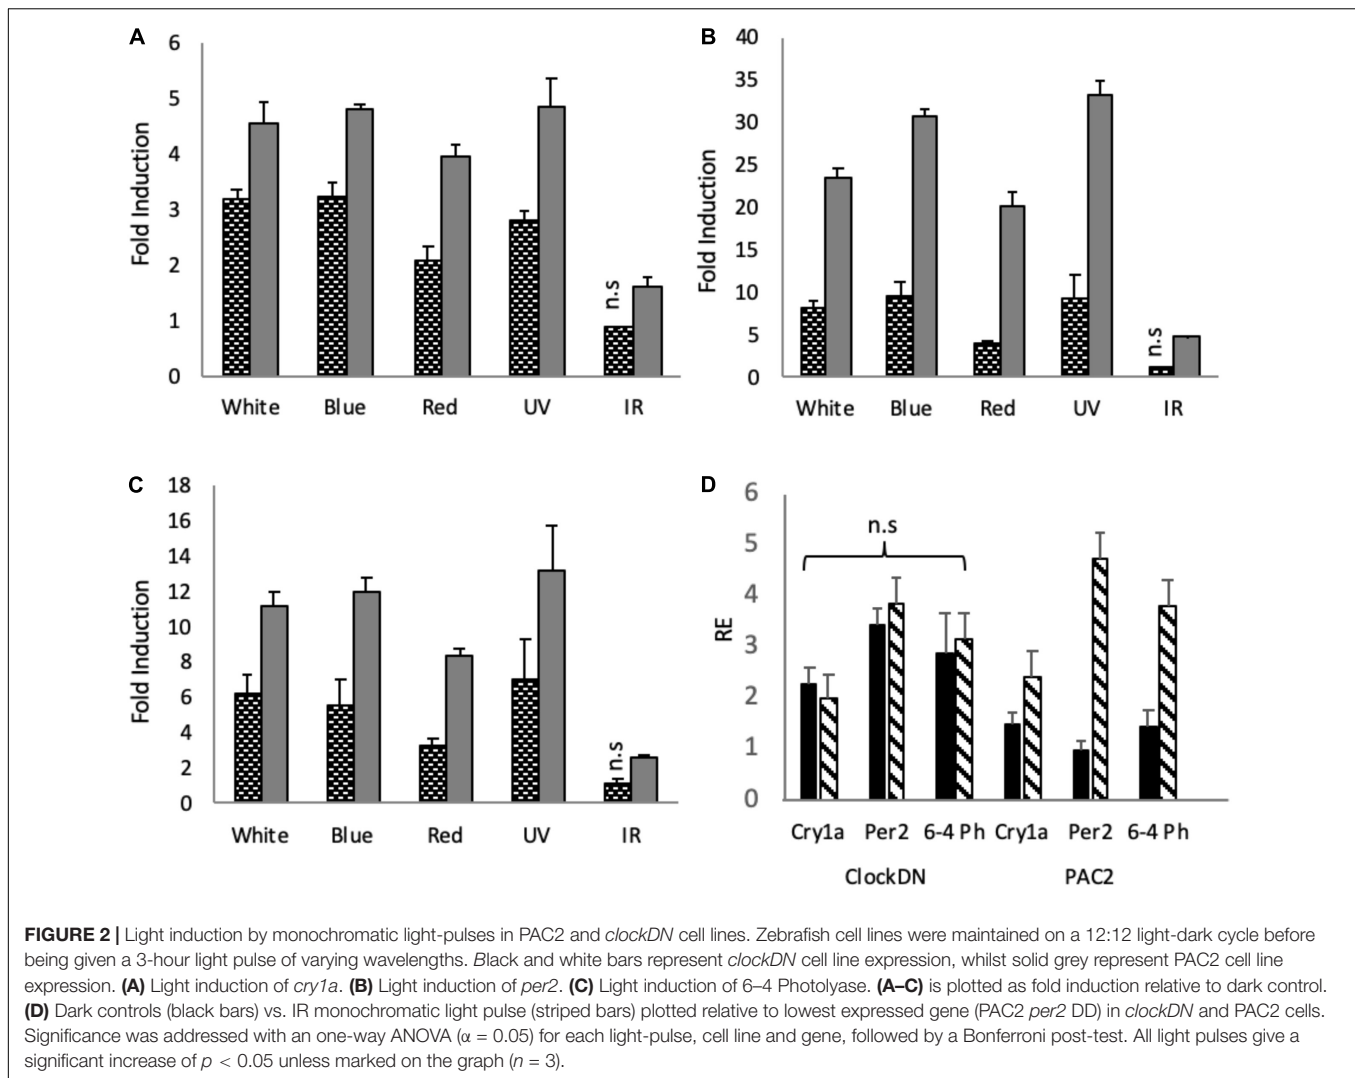 A
6
5
4
3
2
1
0
Fold Induction
n.s
White Blue Red UV IR
B
40
35
30
25
20
15
10
5
0
Fold Induction
n.s
White Blue Red UV IR
C
18
16
14
12
10
8
6
4
2
0
Fold Induction
n.s
White Blue Red UV IR
D
6
5
4
3
2
1
0
RE
n.s
Cry1a Per2 6-4 Ph Cry1a Per2 6-4 Ph
ClockDN PAC2
FIGURE 2 | Light induction by monochromatic light-pulses in PAC2 and clockDN cell lines. Zebrafish cell lines were maintained on a 12:12 light-dark cycle before
being given a 3-hour light pulse of varying wavelengths. Black and white bars represent clockDN cell line expression, whilst solid grey represent PAC2 cell line
expression. (A) Light induction of cry1a. (B) Light induction of per2. (C) Light induction of 6–4 Photolyase. (A–C) is plotted as fold induction relative to dark control.
(D) Dark controls (black bars) vs. IR monochromatic light pulse (striped bars) plotted relative to lowest expressed gene (PAC2 per2 DD) in clockDN and PAC2 cells.
Significance was addressed with an one-way ANOVA (α = 0.05) for each light-pulse, cell line and gene, followed by a Bonferroni post-test. All light pulses give a
significant increase of p < 0.05 unless marked on the graph (n = 3).